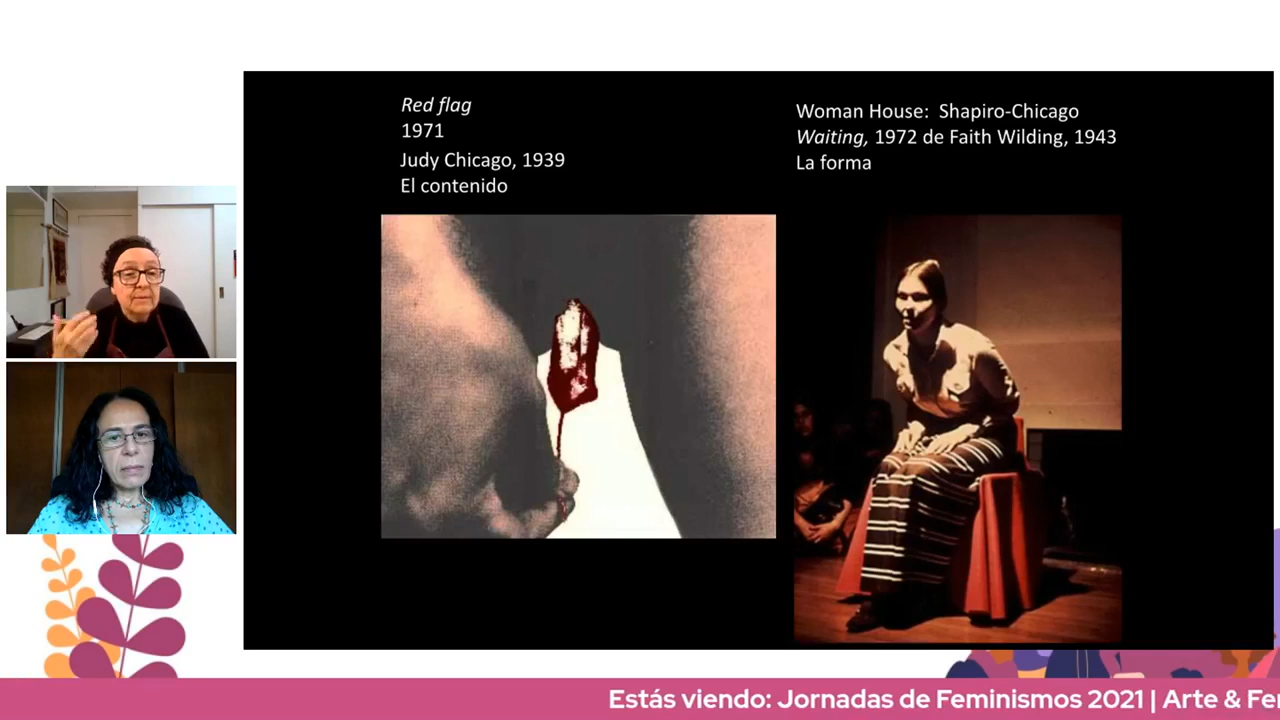 Red flag
1971
Judy Chicago, 1939
El contenido
Woman House: Shapiro-Chicago
Waiting, 1972 de Faith Wilding, 1943
La forma
Estás viendo: Jornadas de Feminismos 2021 | Arte &